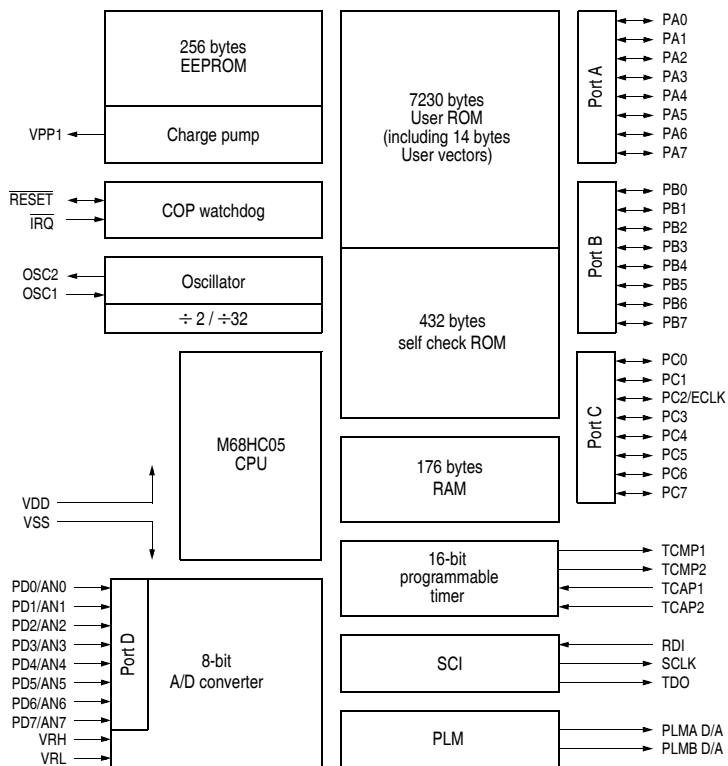 256 bytes
EEPROM
Charge pump
VPP1
RESET
IRQ
COP watchdog
OSC2
OSC1
Oscillator
÷ 2 / ÷32
M68HC05
CPU
VDD
VSS
PD0/AN0
PD1/AN1
PD2/AN2
PD3/AN3
PD4/AN4
PD5/AN5
PD6/AN6
PD7/AN7
VRH
VRL
Port D
8-bit
A/D converter
7230 bytes
User ROM
(including 14 bytes
User vectors)
432 bytes
self check ROM
176 bytes
RAM
16-bit
programmable
timer
SCI
PLM
Port A
PA0
PA1
PA2
PA3
PA4
PA5
PA6
PA7
Port B
PB0
PB1
PB2
PB3
PB4
PB5
PB6
PB7
Port C
PC0
PC1
PC2/ECLK
PC3
PC4
PC5
PC6
PC7
TCMP1
TCMP2
TCAP1
TCAP2
RDI
SCLK
TDO
PLMA D/A
PLMB D/A